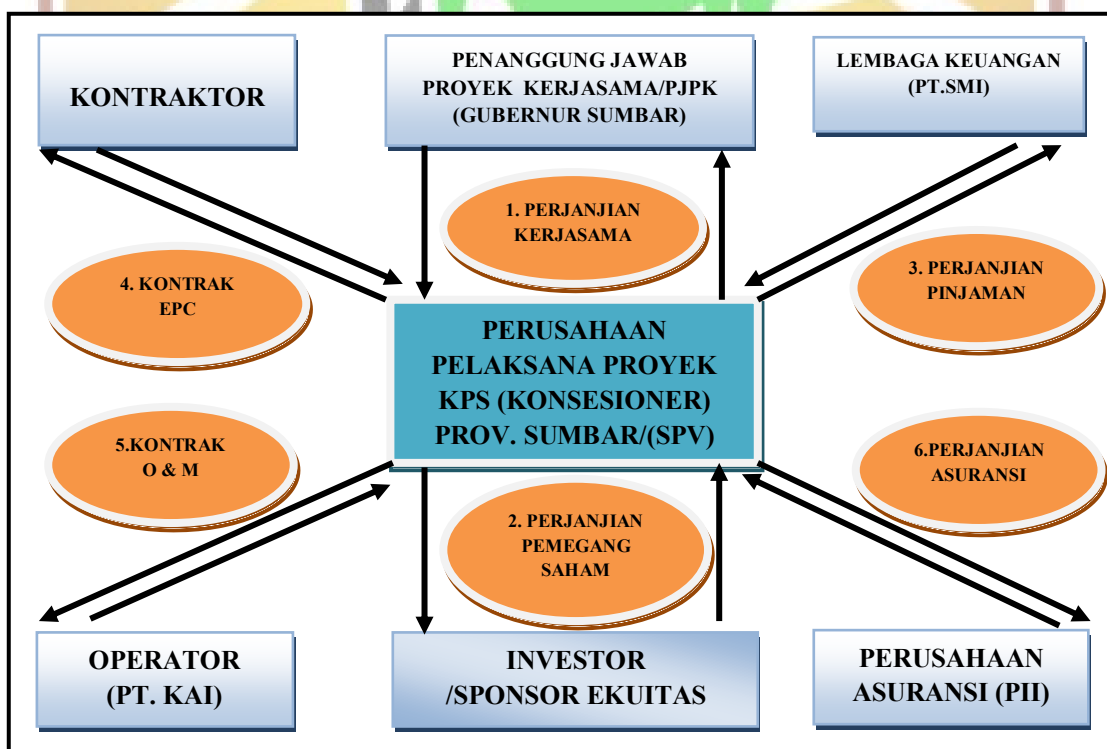 KONTRAKTOR
PENANGGUNG JAWAB
PROYEK KERJASAMA/PJPK
(GUBERNUR SUMBAR)
LEMBAGA KEUANGAN
(PT.SMI)
1. PERJANJIAN
KERJASAMA
4. KONTRAK
EPC
3. PERJANJIAN
PINJAMAN
PERUSAHAAN
PELAKSANA PROYEK
KPS (KONSESIONER)
PROV. SUMBAR/(SPV)
5.KONTRAK
O & M
6.PERJANJIAN
ASURANSI
2. PERJANJIAN
PEMEGANG
SAHAM
OPERATOR
(PT. KAI)
INVESTOR
/SPONSOR EKUITAS
PERUSAHAAN
ASURANSI (PII)